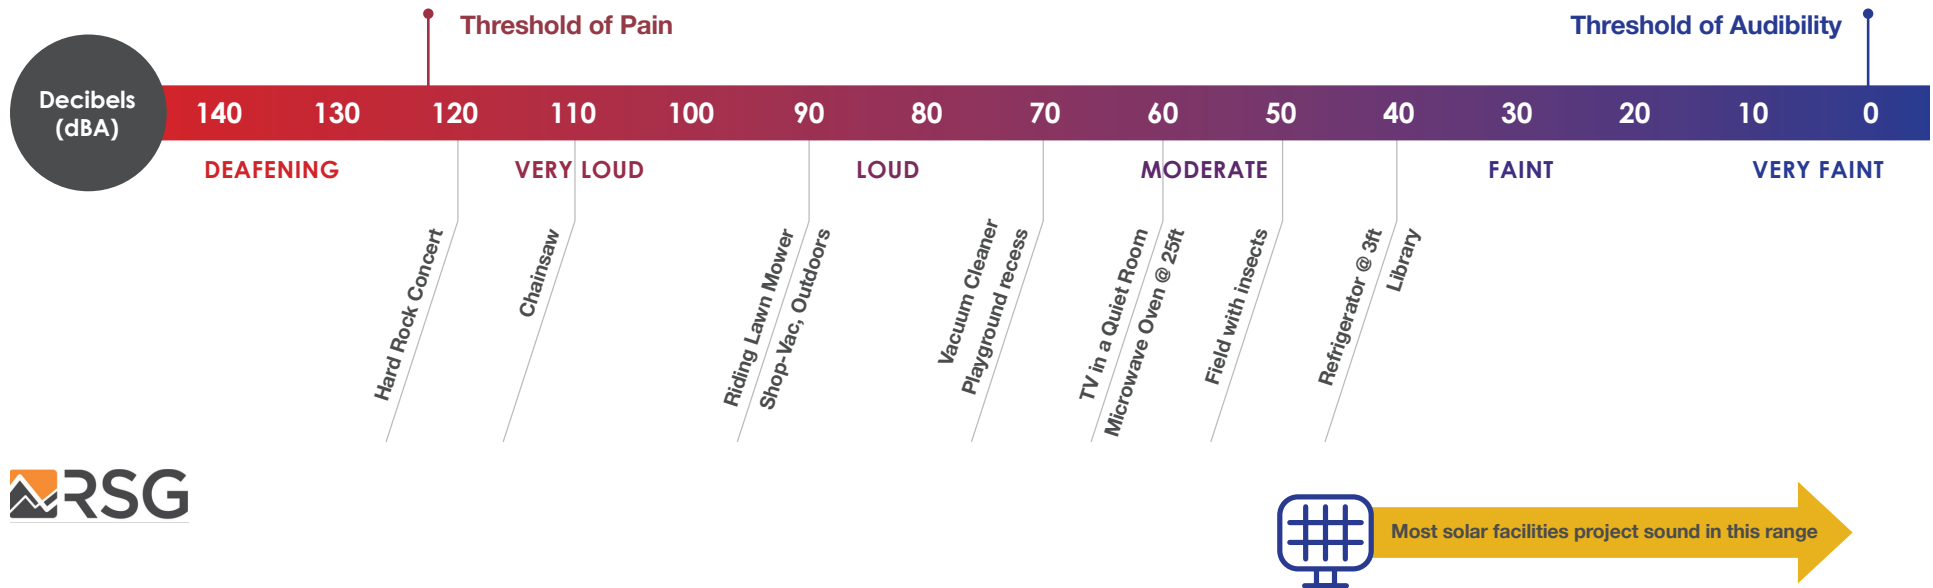 Threshold of Pain
Threshold of Audibility
Decibels
(dBA)
140 130 120 110 100 90 80 70 60 50 40 30 20 10 0
DEAFENING VERY LOUD LOUD MODERATE FAINT VERY FAINT
Hard Rock Concert
Chainsaw
Riding Lawn Mower
Shop-Vac, Outdoors
Vacuum Cleaner
Playground recess
TV in a Quiet Room
Microwave Oven @ 25ft
Field with insects
Refrigerator @ 3ft
Library
RSG
Most solar facilities project sound in this range